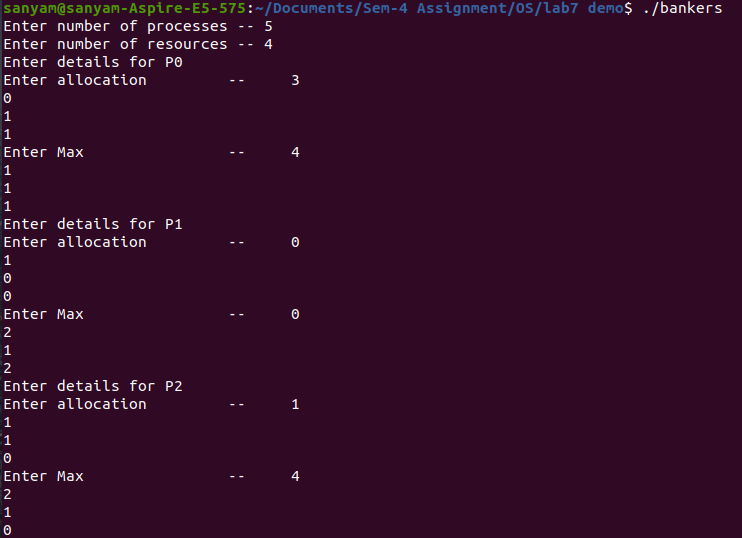 sanyam@sanyam-Aspire-E5-575:~/Documents/Sem-4 Assignment/OS/lab7 demo$ ./bankers
Enter number of processes -- 5
Enter number of resources -- 4
Enter details for P0
Enter allocation         --     3
0
1
1
Enter Max                --     4
1
1
1
Enter details for P1
Enter allocation         --     0
1
0
0
Enter Max                --     0
2
1
2
Enter details for P2
Enter allocation         --     1
1
1
0
Enter Max                --     4
2
1
0